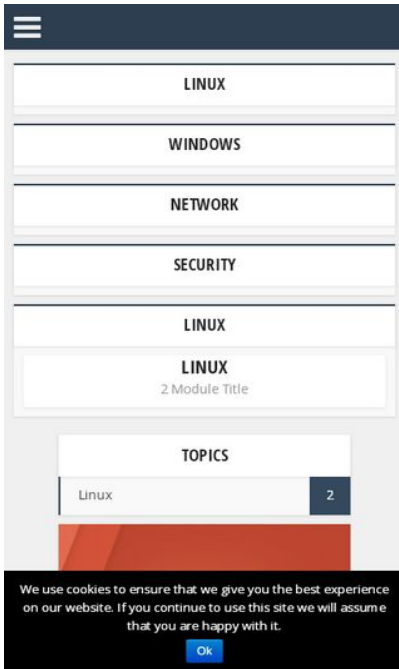 LINUX
WINDOWS
NETWORK
SECURITY
LINUX
LINUX
2 Module Title
TOPICS
Linux 2
We use cookies to ensure that we give you the best experience
on our website. If you continue to use this site we will assume
that you are happy with it.
Ok